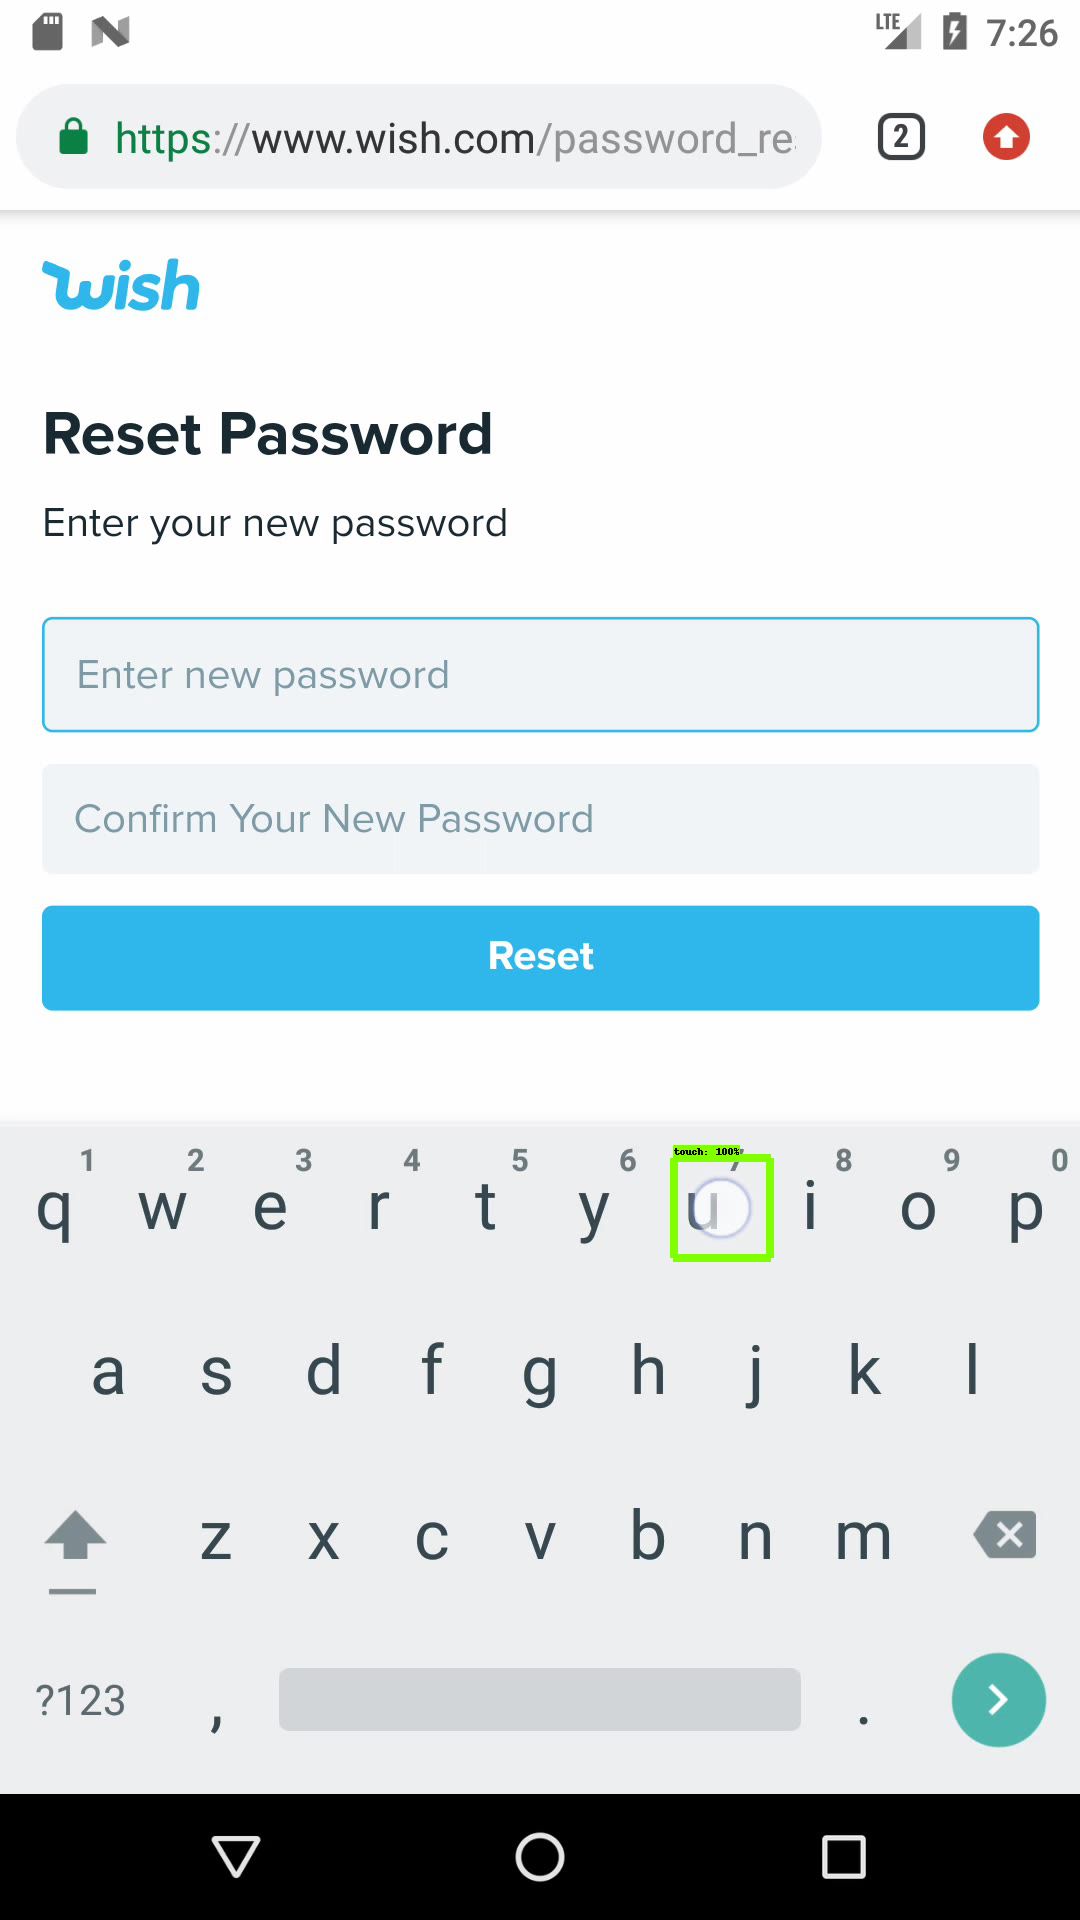 LTE 7:26
https://www.wish.com/password_re
2
wish
Reset Password
Enter your new password
Enter new password
Confirm Your New Password
Reset
1 2 3 4 5 6 7 8 9 0
touch: 100%
q w e r t y u i o p
a s d f g h j k l
z x c v b n m
?123 , .